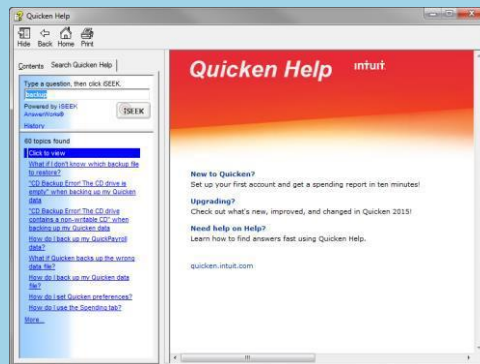 Quicken Help
Hide Back Home Print
Contents Search Quicken Help
Type a question, then click iSEEK.
backup
Powered by iSEEK
AnswerWorks®
iSEEK
History
60 topics found
Click to view
What if I don't know which backup file
to restore?
"CD Backup Error! The CD drive is
empty" when backing up my Quicken
data
"CD Backup Error! The CD drive
contains a non-writable CD" when
backing up my Quicken data
How do I back up my QuickPayroll
data?
What if Quicken backs up the wrong
data file?
How do I back up my Quicken data
file?
How do I set Quicken preferences?
How do I use the Spending tab?
More...
Quicken Help intuit
New to Quicken?
Set up your first account and get a spending report in ten minutes!
Upgrading?
Check out what's new, improved, and changed in Quicken 2015!
Need help on Help?
Learn how to find answers fast using Quicken Help.
quicken.intuit.com